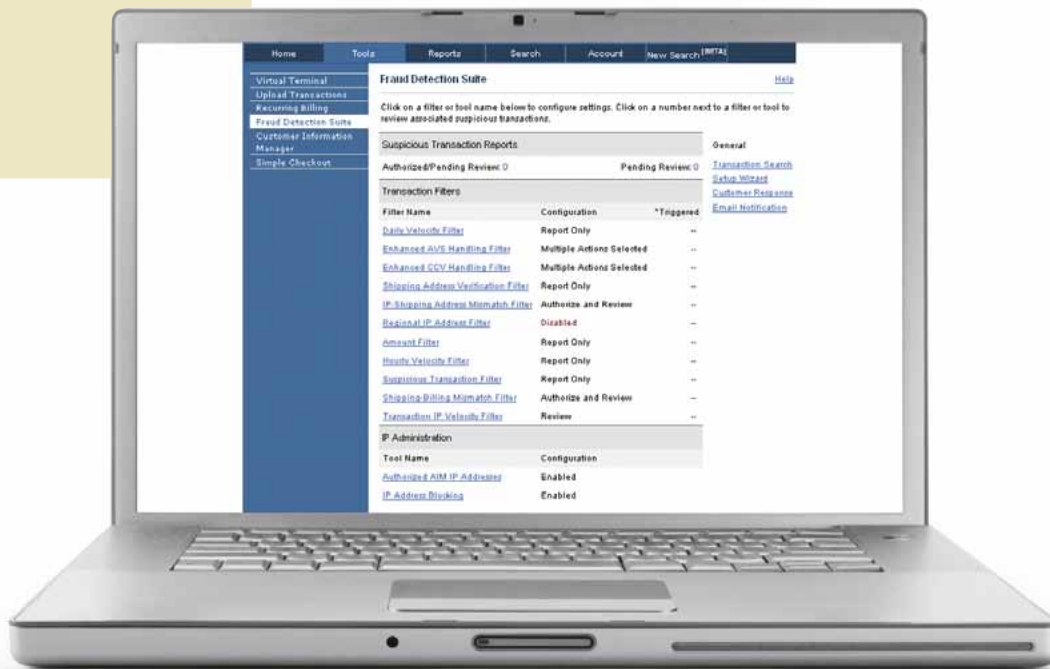 Home Tools Reports Search Account New Search (BETA)
Virtual Terminal
Upload Transactions
Recurring Billing
Fraud Detection Suite
Customer Information
Manager
Simple Checkout
Fraud Detection Suite Help
Click on a filter or tool name below to configure settings. Click on a number next to a filter or tool to
review associated suspicious transactions.
Suspicious Transaction Reports
Authorized/Pending Review: 0 Pending Review: 0
Transaction Filters
Filter Name Configuration *Triggered
Daily Velocity Filter Report Only --
Enhanced AVS Handling Filter Multiple Actions Selected --
Enhanced CCV Handling Filter Multiple Actions Selected --
Shipping Address Verification Filter Report Only --
IP-Shipping Address Mismatch Filter Authorize and Review --
Regional IP Address Filter Disabled --
Amount Filter Report Only --
Hourly Velocity Filter Report Only --
Suspicious Transaction Filter Report Only --
Shipping-Billing Mismatch Filter Authorize and Review --
Transaction IP Velocity Filter Review --
IP Administration
Tool Name Configuration
Authorized AIM IP Addresses Enabled
IP Address Blocking Enabled
General
Transaction Search
Setup Wizard
Customer Response
Email Notification